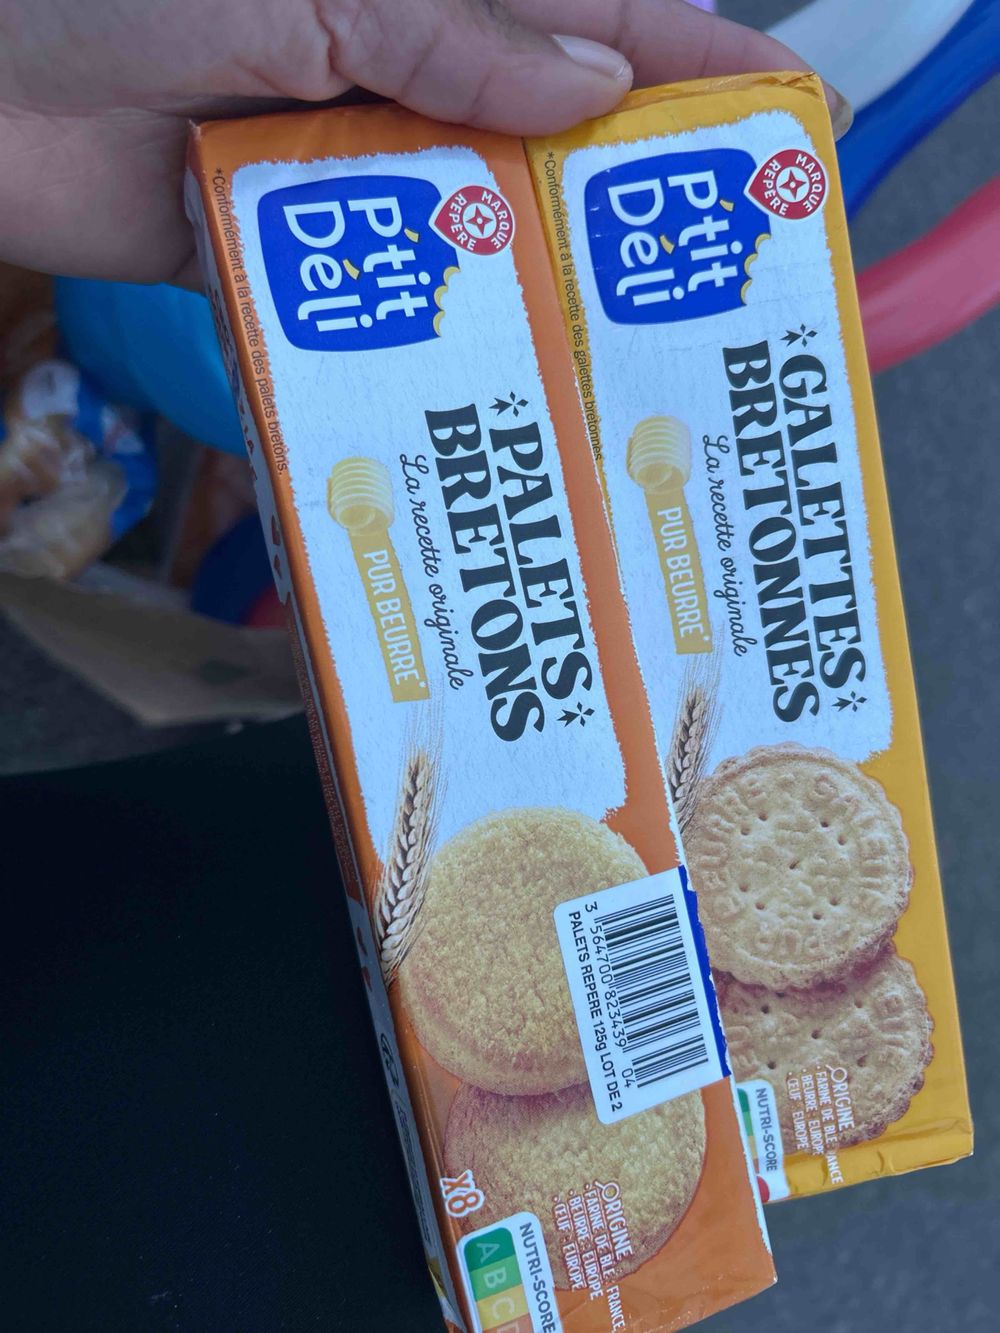 *Conformément à la recette des palets bretons.
P'tit
Déli
MARQUE
REPÈRE
PALETS
BRETONS
La recette originale
PUR BEURRE*
3 564700 823439 04
PALETS REPERE 125g LOT DE 2
X8
ORIGINE
• FARINE DE BLÉ : FRANCE
• BEURRE : EUROPE
• ŒUF : EUROPE
NUTRI-SCORE
A B C
*Conformément à la recette des galettes bretonnes.
P'tit
Déli
MARQUE
REPÈRE
GALETTES
BRETONNES
La recette originale
PUR BEURRE*
GALETTE
PUR BEURRE
ORIGINE
• FARINE DE BLÉ
• BEURRE : EUROPE
• ŒUF : EUROPE
NUTRI-SCORE